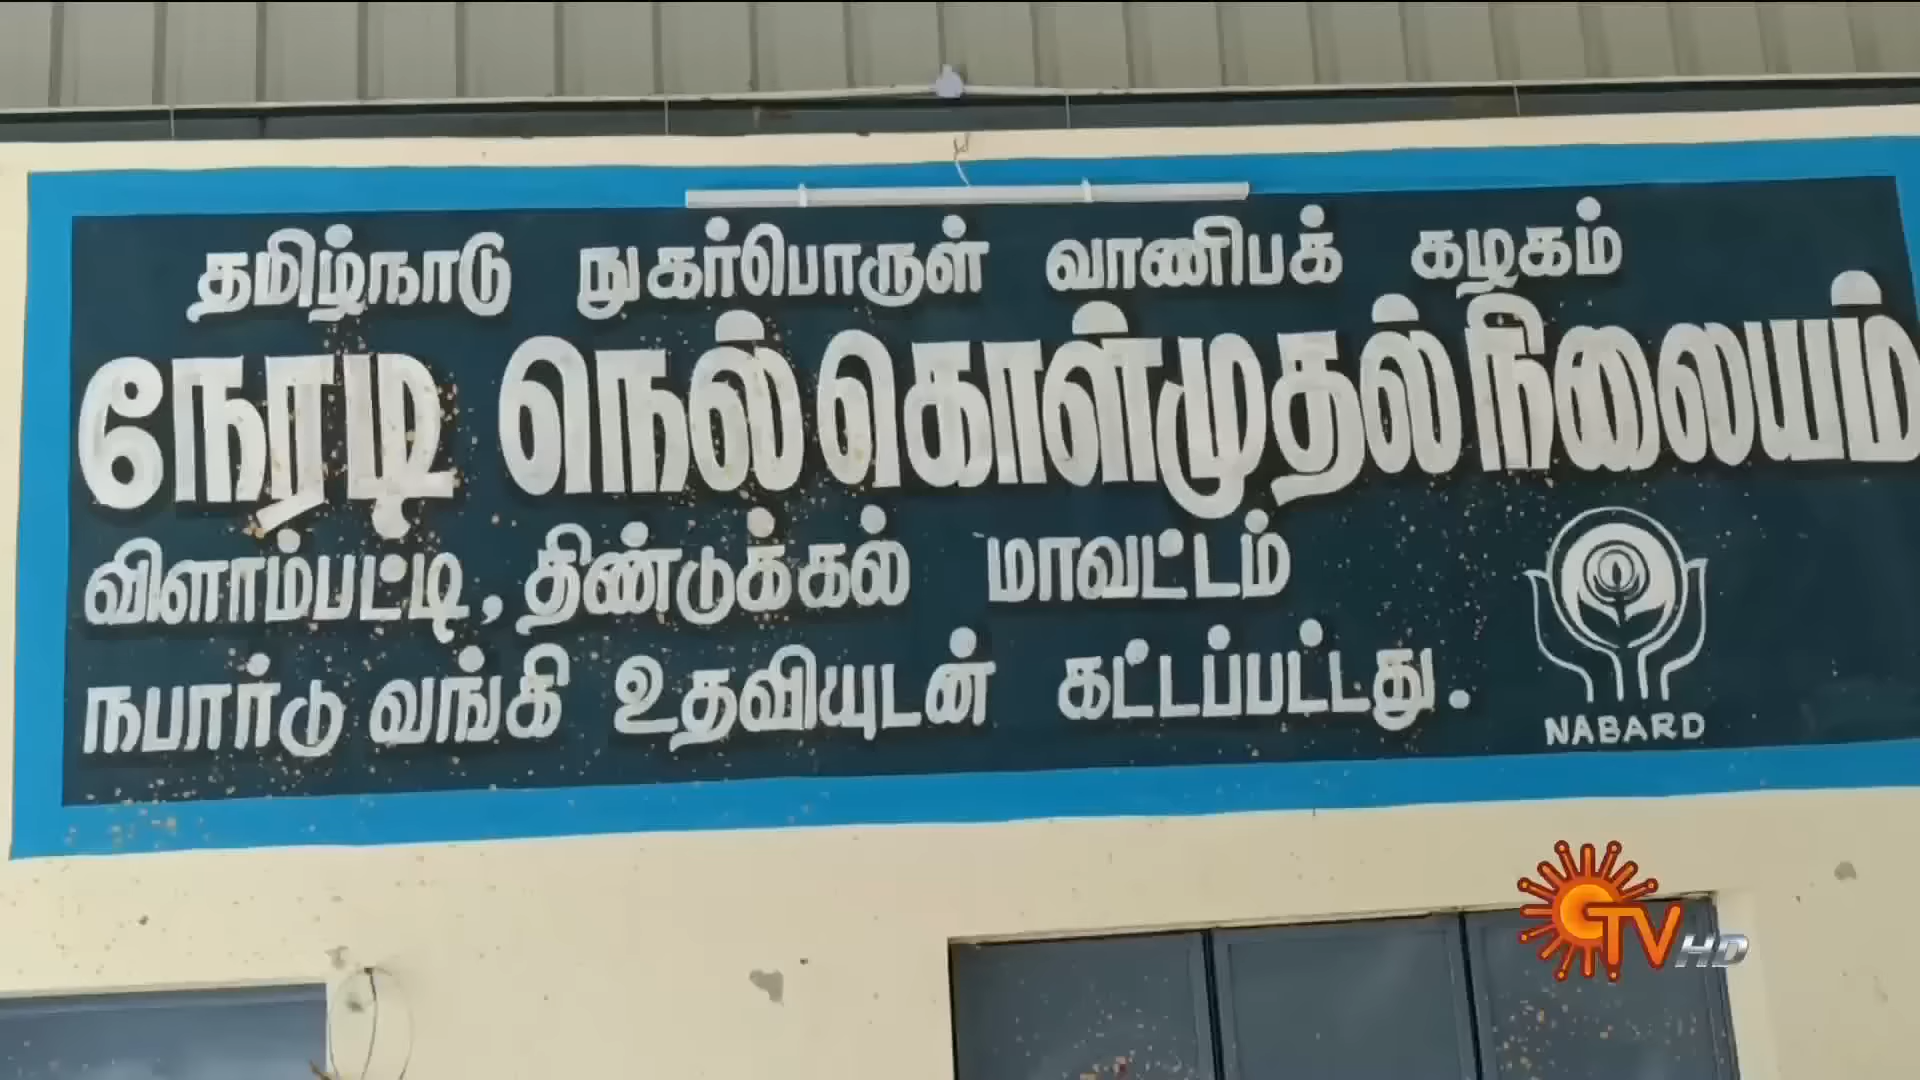 தமிழ்நாடு நுகர்பொருள் வாணிபக் கழகம்
நேரடி நெல்கொள்முதல்நிலையம்
விளாம்பட்டி, திண்டுக்கல் மாவட்டம்
நபார்டு வங்கி உதவியுடன் கட்டப்பட்டது.
NABARD
TV HD